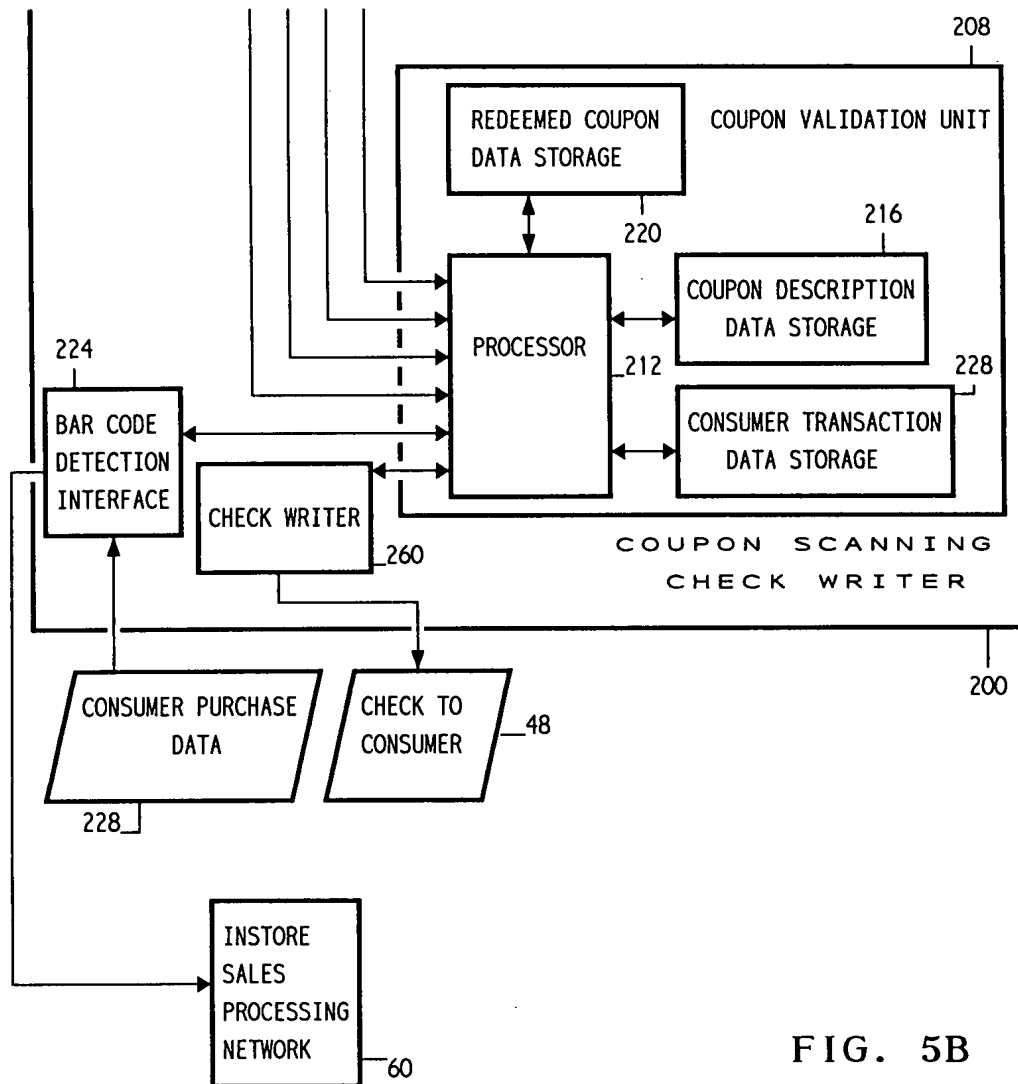 208
REDEEMED COUPON
DATA STORAGE
COUPON VALIDATION UNIT
220
216
PROCESSOR
COUPON DESCRIPTION
DATA STORAGE
212
224
228
BAR CODE
DETECTION
INTERFACE
CONSUMER TRANSACTION
DATA STORAGE
CHECK WRITER
260
COUPON SCANNING
CHECK WRITER
200
CONSUMER PURCHASE
DATA
CHECK TO
CONSUMER
48
228
INSTORE
SALES
PROCESSING
NETWORK
60
FIG. 5B